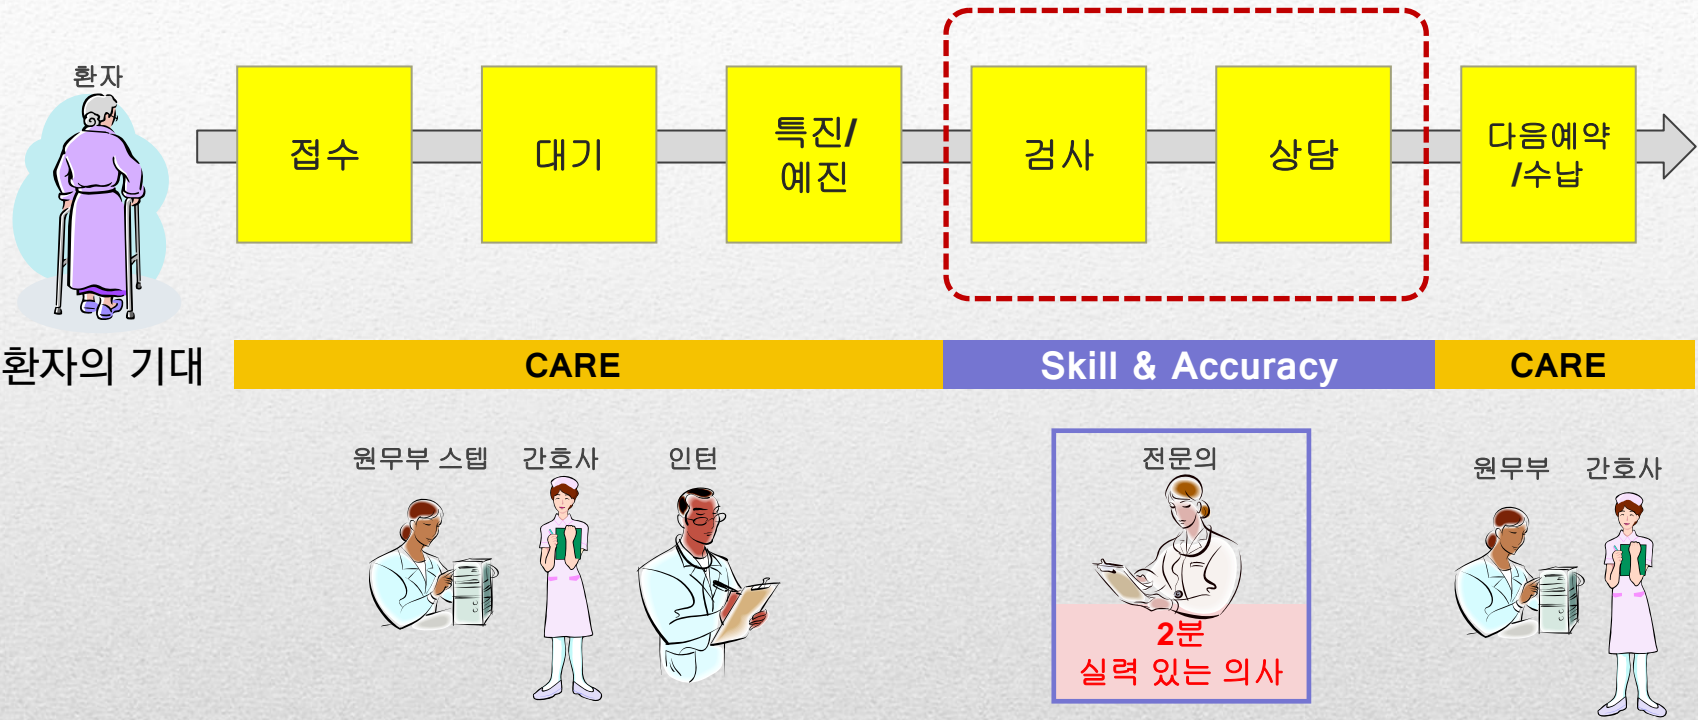 환자
접수
대기
특진/
예진
검사
상담
다음예약
/수납
환자의 기대
CARE
Skill & Accuracy
CARE
원무부 스텝
간호사
인턴
전문의
2분
실력 있는 의사
원무부
간호사